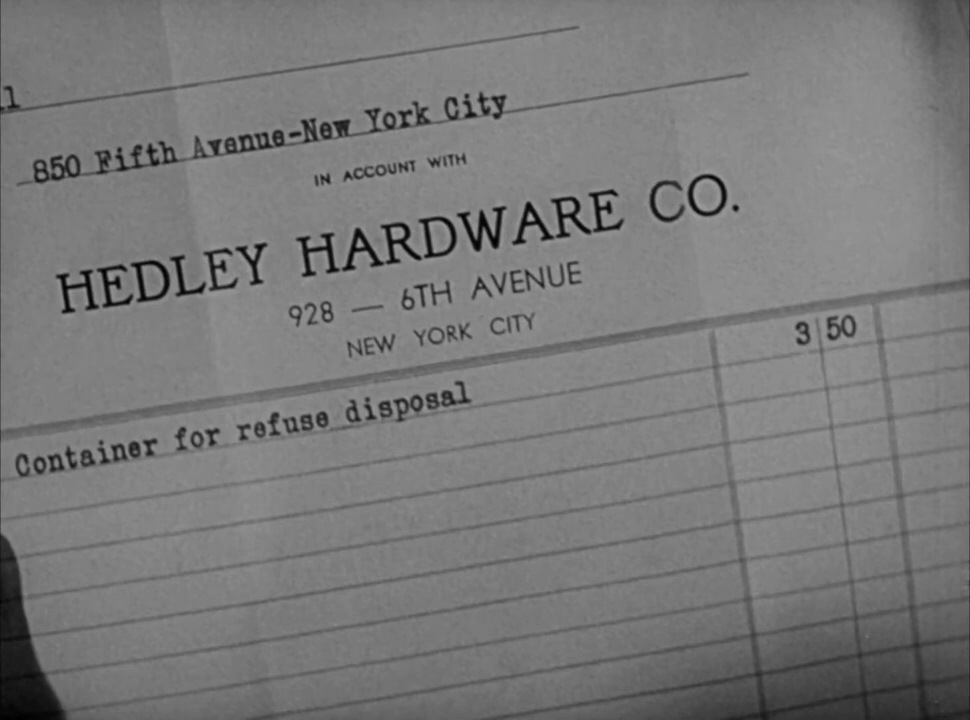 850 Fifth Avenue-New York City
IN ACCOUNT WITH
HEDLEY HARDWARE CO.
928 — 6TH AVENUE
NEW YORK CITY
Container for refuse disposal 3 50